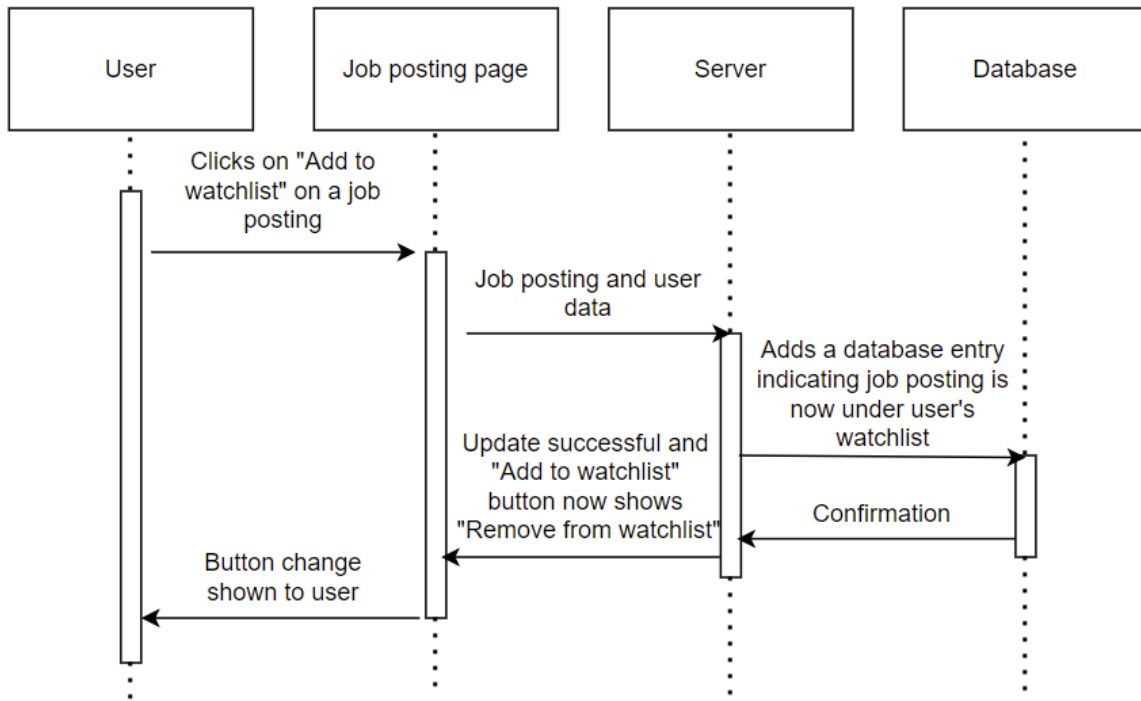 User
Job posting page
Server
Database
Clicks on "Add to
watchlist" on a job
posting
Job posting and user
data
Adds a database entry
indicating job posting is
now under user's
watchlist
Update successful and
"Add to watchlist"
button now shows
"Remove from watchlist"
Confirmation
Button change
shown to user